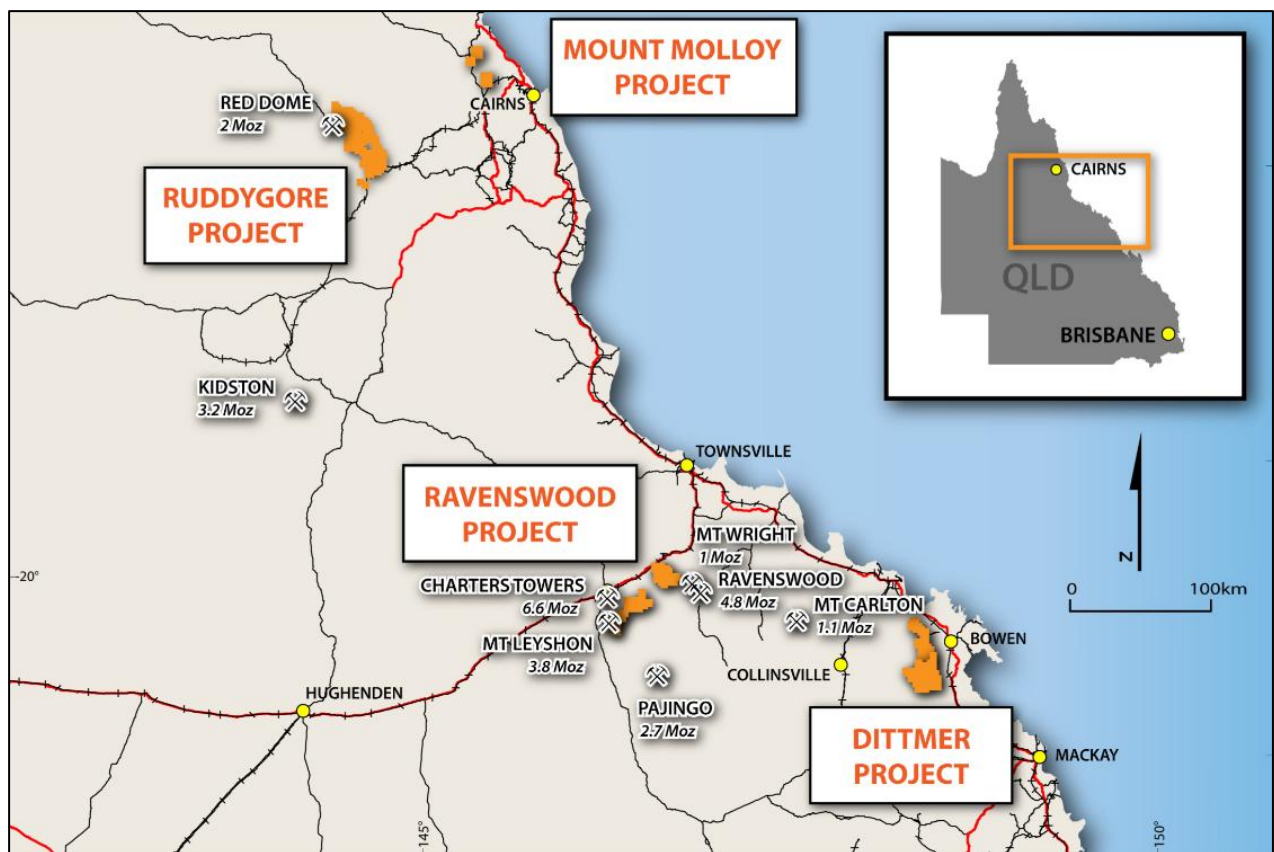 MOUNT MOLLOY
PROJECT
CAIRNS
RED DOME
2 Moz
RUDDYGORE
PROJECT
CAIRNS
QLD
BRISBANE
KIDSTON
3.2 Moz
TOWNSVILLE
RAVENSWOOD
PROJECT
MT WRIGHT
1 Moz
N
20°
CHARTERS TOWERS
6.6 Moz
RAVENSWOOD
4.8 Moz
MT CARLTON
1.1 Moz
0 100km
MT LEYSHON
3.8 Moz
BOWEN
COLLINSVILLE
HUGHENDEN
PAJINGO
2.7 Moz
DITTMER
PROJECT
MACKAY
145°
150°